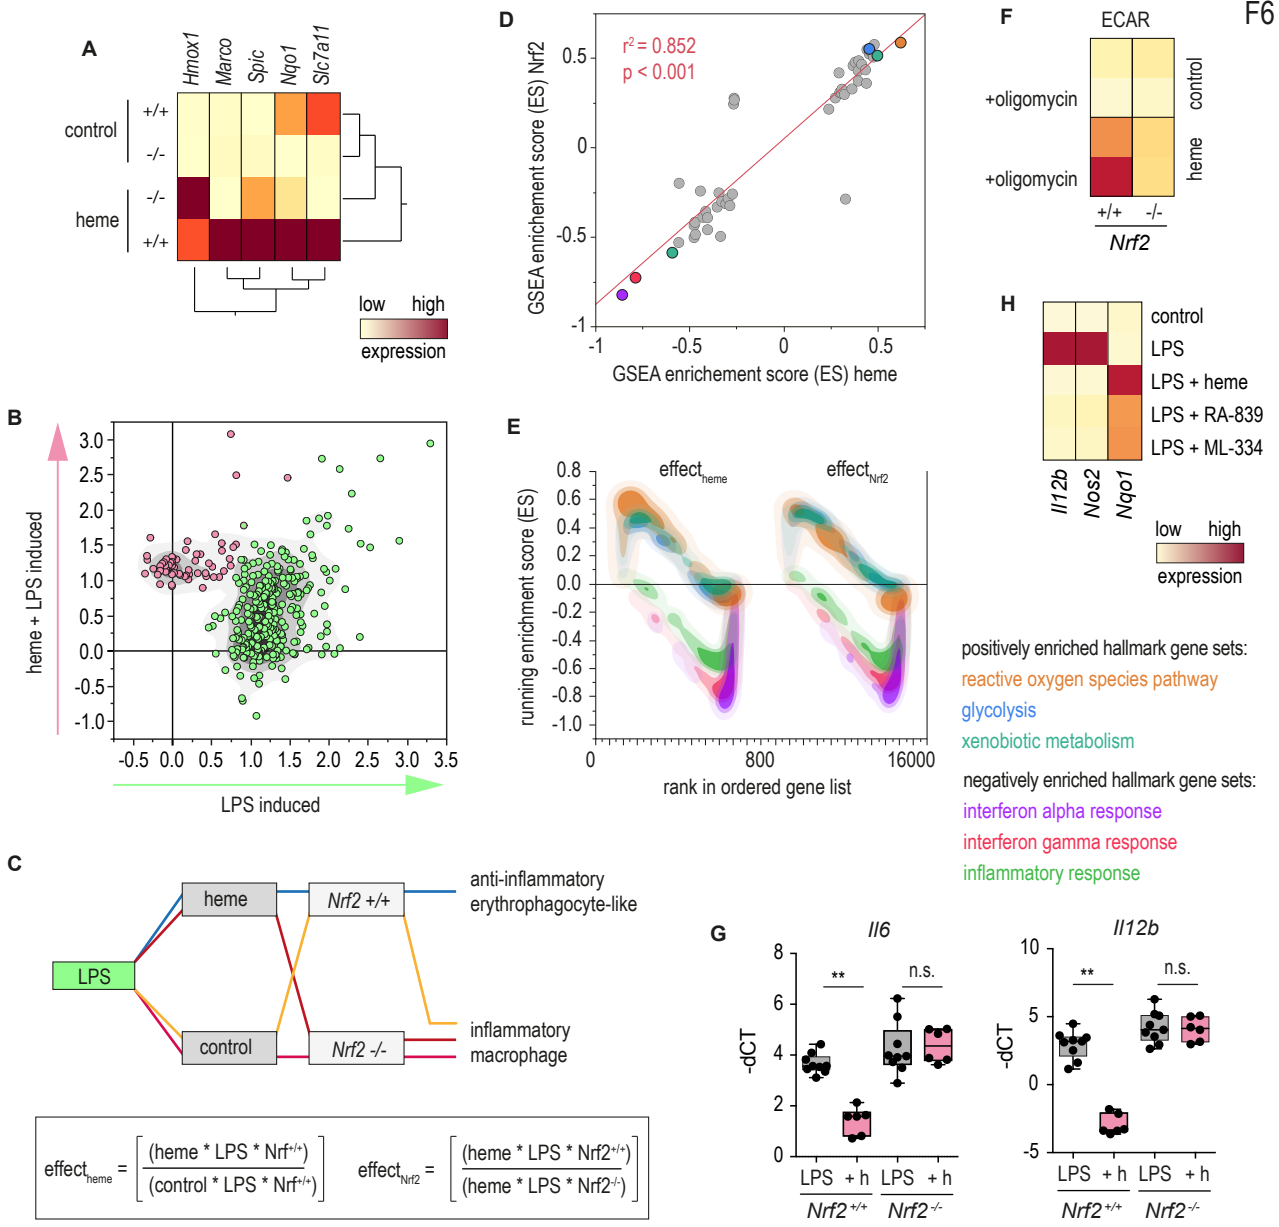 F6
A
Hmox1
Marco
Spic
Nqo1
Slc7a11
control
+/+
-/-
heme
-/-
+/+
low high
expression
B
heme + LPS induced
3.0
2.5
2.0
1.5
1.0
0.5
0.0
-0.5
-1.0
-0.5 0.0 0.5 1.0 1.5 2.0 2.5 3.0 3.5
LPS induced
C
LPS
heme
control
Nrf2 +/+
Nrf2 -/-
anti-inflammatory
erythrophagocyte-like
inflammatory
macrophage
effect heme = (heme * LPS * Nrf+/+)
(control * LPS * Nrf+/+)
effect Nrf2 = (heme * LPS * Nrf2+/+)
(heme * LPS * Nrf2-/-)
D
r2 = 0.852
p < 0.001
GSEA enrichement score (ES) Nrf2
0.5
0
-0.5
-1
-1 -0.5 0 0.5
GSEA enrichement score (ES) heme
E
effect heme
effect Nrf2
running enrichment score (ES)
0.8
0.6
0.4
0.2
0.0
-0.2
-0.4
-0.6
-0.8
-1.0
0 800 16000
rank in ordered gene list
F
ECAR
+oligomycin
+oligomycin
control
heme
+/+ -/-
Nrf2
H
control
LPS
LPS + heme
LPS + RA-839
LPS + ML-334
Il12b
Nos2
Nqo1
low high
expression
positively enriched hallmark gene sets:
reactive oxygen species pathway
glycolysis
xenobiotic metabolism
negatively enriched hallmark gene sets:
interferon alpha response
interferon gamma response
inflammatory response
G
Il6
-dCT
8
6
4
2
0
**
n.s.
LPS + h LPS + h
Nrf2 +/+ Nrf2 -/-
Il12b
-dCT
10
5
0
-5
**
n.s.
LPS + h LPS + h
Nrf2 +/+ Nrf2 -/-